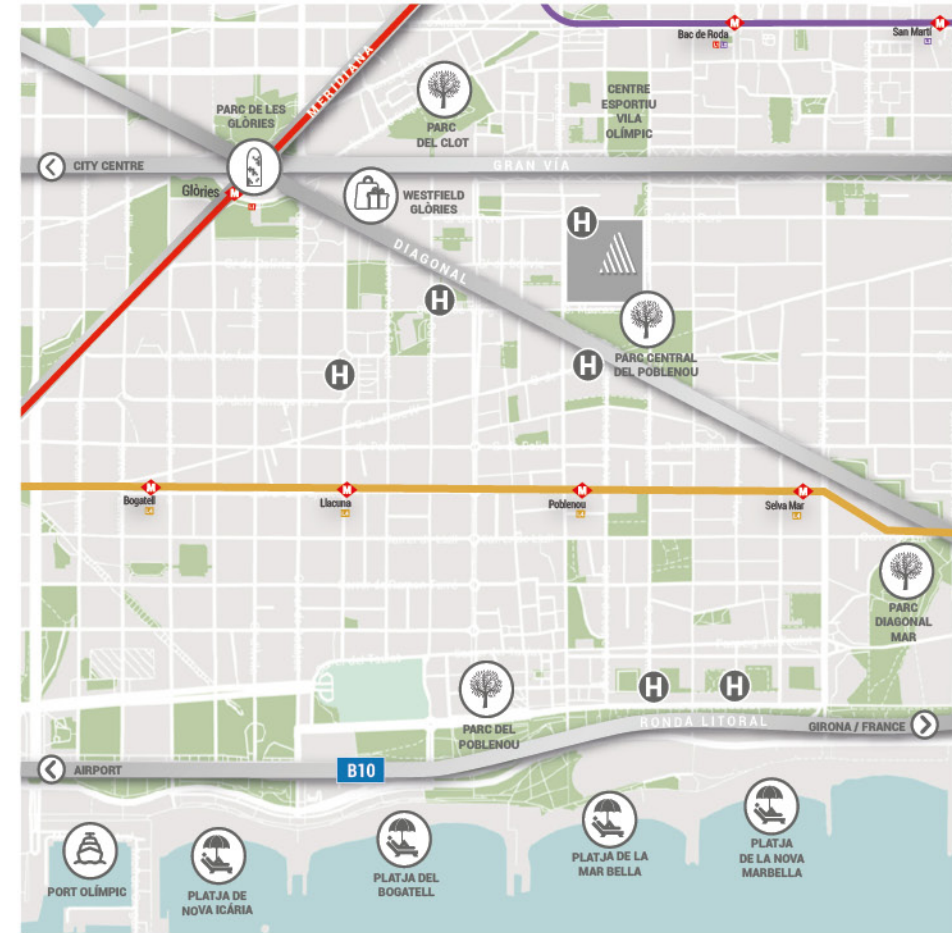 M
Bac de Roda
M
San Martí
MERIDIANA
PARC DE LES
GLÒRIES
PARC
DEL CLOT
CENTRE
ESPORTIU
VILA
OLÍMPIC
CITY CENTRE
GRAN VÍA
Glòries
M
WESTFIELD
GLÒRIES
H
DIAGONAL
H
PARC CENTRAL
DEL POBLENOU
H
H
M
Bogatell
M
Llacuna
M
Poblenou
M
Selva Mar
PARC
DIAGONAL
MAR
H
H
PARC DEL
POBLENOU
RONDA LITORAL
GIRONA / FRANCE
AIRPORT
B10
PORT OLÍMPIC
PLATJA DE
NOVA ICÁRIA
PLATJA DEL
BOGATELL
PLATJA DE LA
MAR BELLA
PLATJA
DE LA NOVA
MARBELLA